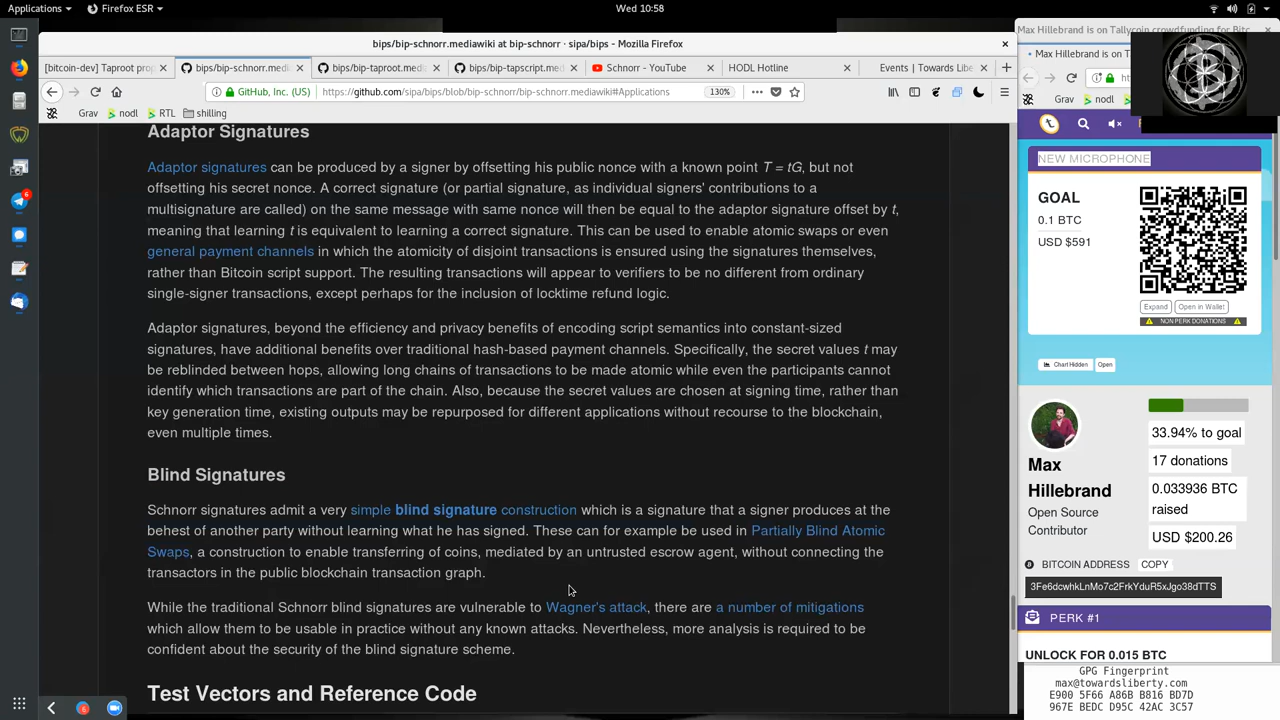 Applications
Firefox ESR
Wed 10:58
bips/bip-schnorr.mediawiki at bip-schnorr · sipa/bips - Mozilla Firefox
[bitcoin-dev] Taproot prop
bips/bip-schnorr.medi
bips/bip-taproot.medi
bips/bip-tapscript.me
Schnorr - YouTube
HODL Hotline
Events | Towards Libe
GitHub, Inc. (US)
https://github.com/sipa/bips/blob/bip-schnorr/bip-schnorr.mediawiki#Applications
130%
Grav
nodl
RTL
shilling
Adaptor Signatures
Adaptor signatures can be produced by a signer by offsetting his public nonce with a known point T = tG, but not
offsetting his secret nonce. A correct signature (or partial signature, as individual signers' contributions to a
multisignature are called) on the same message with same nonce will then be equal to the adaptor signature offset by t,
meaning that learning t is equivalent to learning a correct signature. This can be used to enable atomic swaps or even
general payment channels in which the atomicity of disjoint transactions is ensured using the signatures themselves,
rather than Bitcoin script support. The resulting transactions will appear to verifiers to be no different from ordinary
single-signer transactions, except perhaps for the inclusion of locktime refund logic.
Adaptor signatures, beyond the efficiency and privacy benefits of encoding script semantics into constant-sized
signatures, have additional benefits over traditional hash-based payment channels. Specifically, the secret values t may
be reblinded between hops, allowing long chains of transactions to be made atomic while even the participants cannot
identify which transactions are part of the chain. Also, because the secret values are chosen at signing time, rather than
key generation time, existing outputs may be repurposed for different applications without recourse to the blockchain,
even multiple times.
Blind Signatures
Schnorr signatures admit a very simple blind signature construction which is a signature that a signer produces at the
behest of another party without learning what he has signed. These can for example be used in Partially Blind Atomic
Swaps, a construction to enable transferring of coins, mediated by an untrusted escrow agent, without connecting the
transactors in the public blockchain transaction graph.
While the traditional Schnorr blind signatures are vulnerable to Wagner's attack, there are a number of mitigations
which allow them to be usable in practice without any known attacks. Nevertheless, more analysis is required to be
confident about the security of the blind signature scheme.
Test Vectors and Reference Code
Max Hillebrand is on Tallycoin crowdfunding for Bitc
Max Hillebrand is on T
Grav
nodl
NEW MICROPHONE
GOAL
0.1 BTC
USD $591
Expand
Open in Wallet
NON PERK DONATIONS
Chart Hidden
Open
33.94% to goal
17 donations
0.033936 BTC
raised
USD $200.26
Max
Hillebrand
Open Source
Contributor
BITCOIN ADDRESS
COPY
3Fe6dcwhkLnMo7c2FrkYduR5xJgo38dTTS
PERK #1
UNLOCK FOR 0.015 BTC
GPG Fingerprint
max@towardsliberty.com
E900 5F66 A86B B816 BD7D
967E BEDC D95C 42AC 3C57